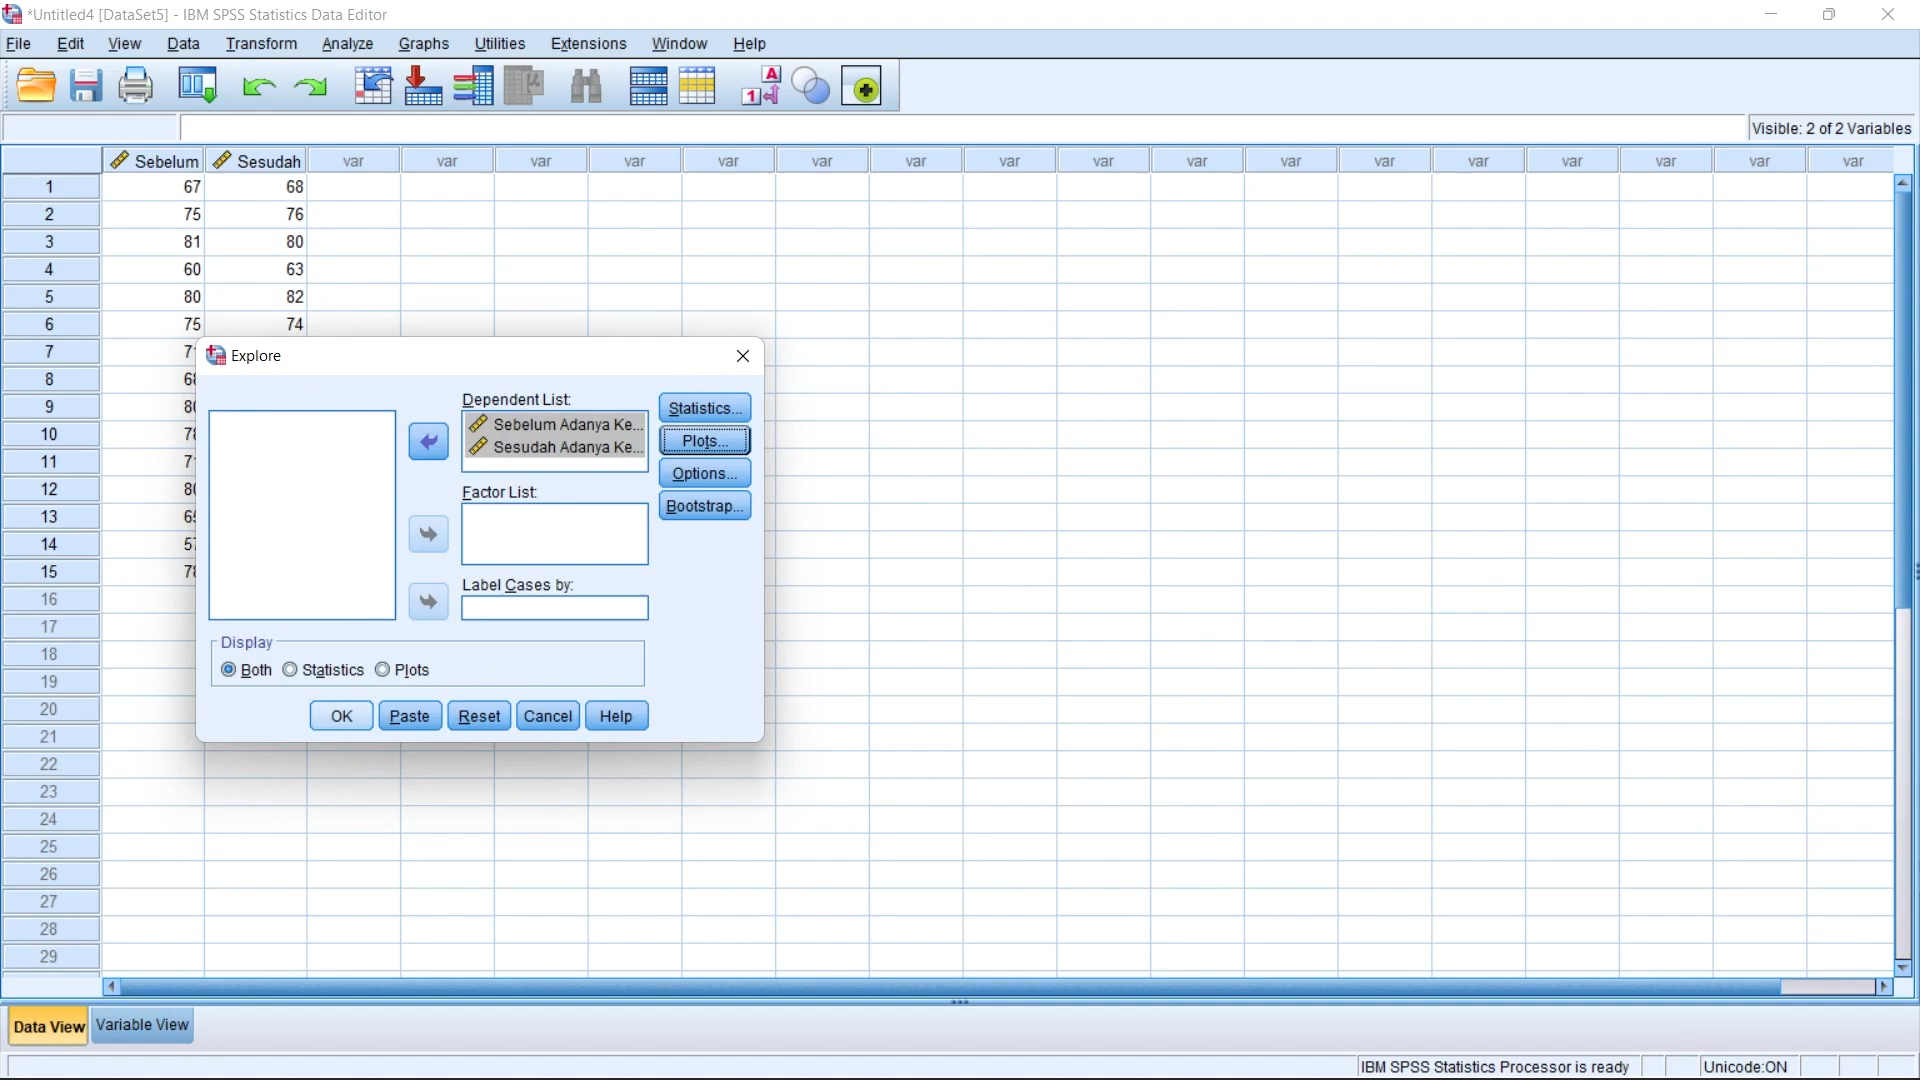 *Untitled4 [DataSet5] - IBM SPSS Statistics Data Editor
File Edit View Data Transform Analyze Graphs Utilities Extensions Window Help
Visible: 2 of 2 Variables
Sebelum Sesudah var var var var var var var var var var var var var var var var var
1 67 68
2 75 76
3 81 80
4 60 63
5 80 82
6 75 74
7
8
9
10
11
12
13
14
15
16
17
18
19
20
21
22
23
24
25
26
27
28
29
Explore
Dependent List:
Sebelum Adanya Ke...
Sesudah Adanya Ke...
Factor List:
Label Cases by:
Statistics...
Plots...
Options...
Bootstrap...
Display
Both Statistics Plots
OK Paste Reset Cancel Help
Data View Variable View
IBM SPSS Statistics Processor is ready Unicode:ON